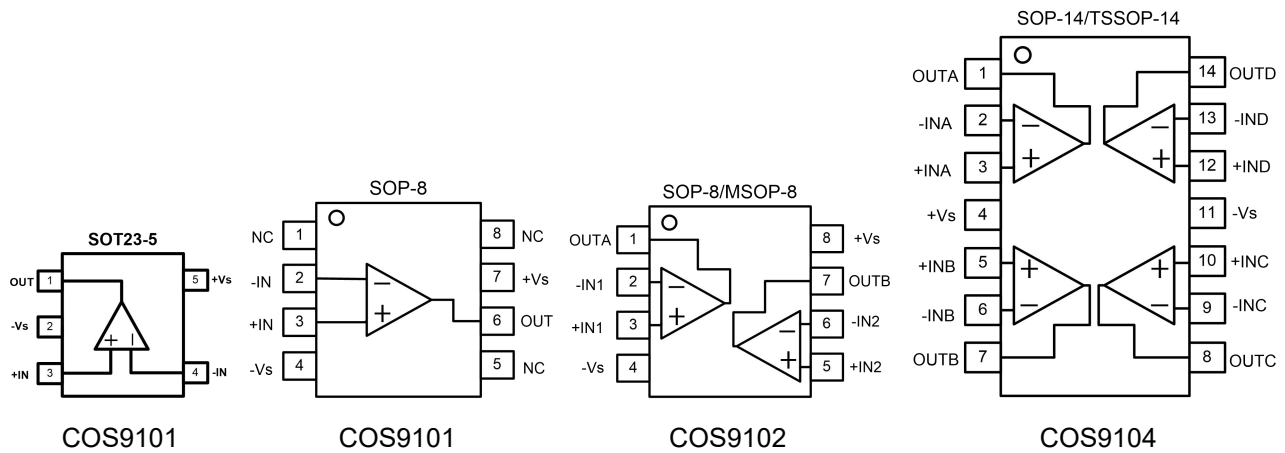 SOT23-5
OUT 1 5 +Vs
-Vs 2
+IN 3 4 -IN
+ −
COS9101
SOP-8
NC 1 8 NC
-IN 2 7 +Vs
+IN 3 6 OUT
-Vs 4 5 NC
−
+
COS9101
SOP-8/MSOP-8
OUTA 1 8 +Vs
-IN1 2 7 OUTB
+IN1 3 6 -IN2
-Vs 4 5 +IN2
− −
+ +
COS9102
SOP-14/TSSOP-14
OUTA 1 14 OUTD
-INA 2 13 -IND
+INA 3 12 +IND
+Vs 4 11 -Vs
+INB 5 10 +INC
-INB 6 9 -INC
OUTB 7 8 OUTC
− −
+ +
+ +
− −
COS9104